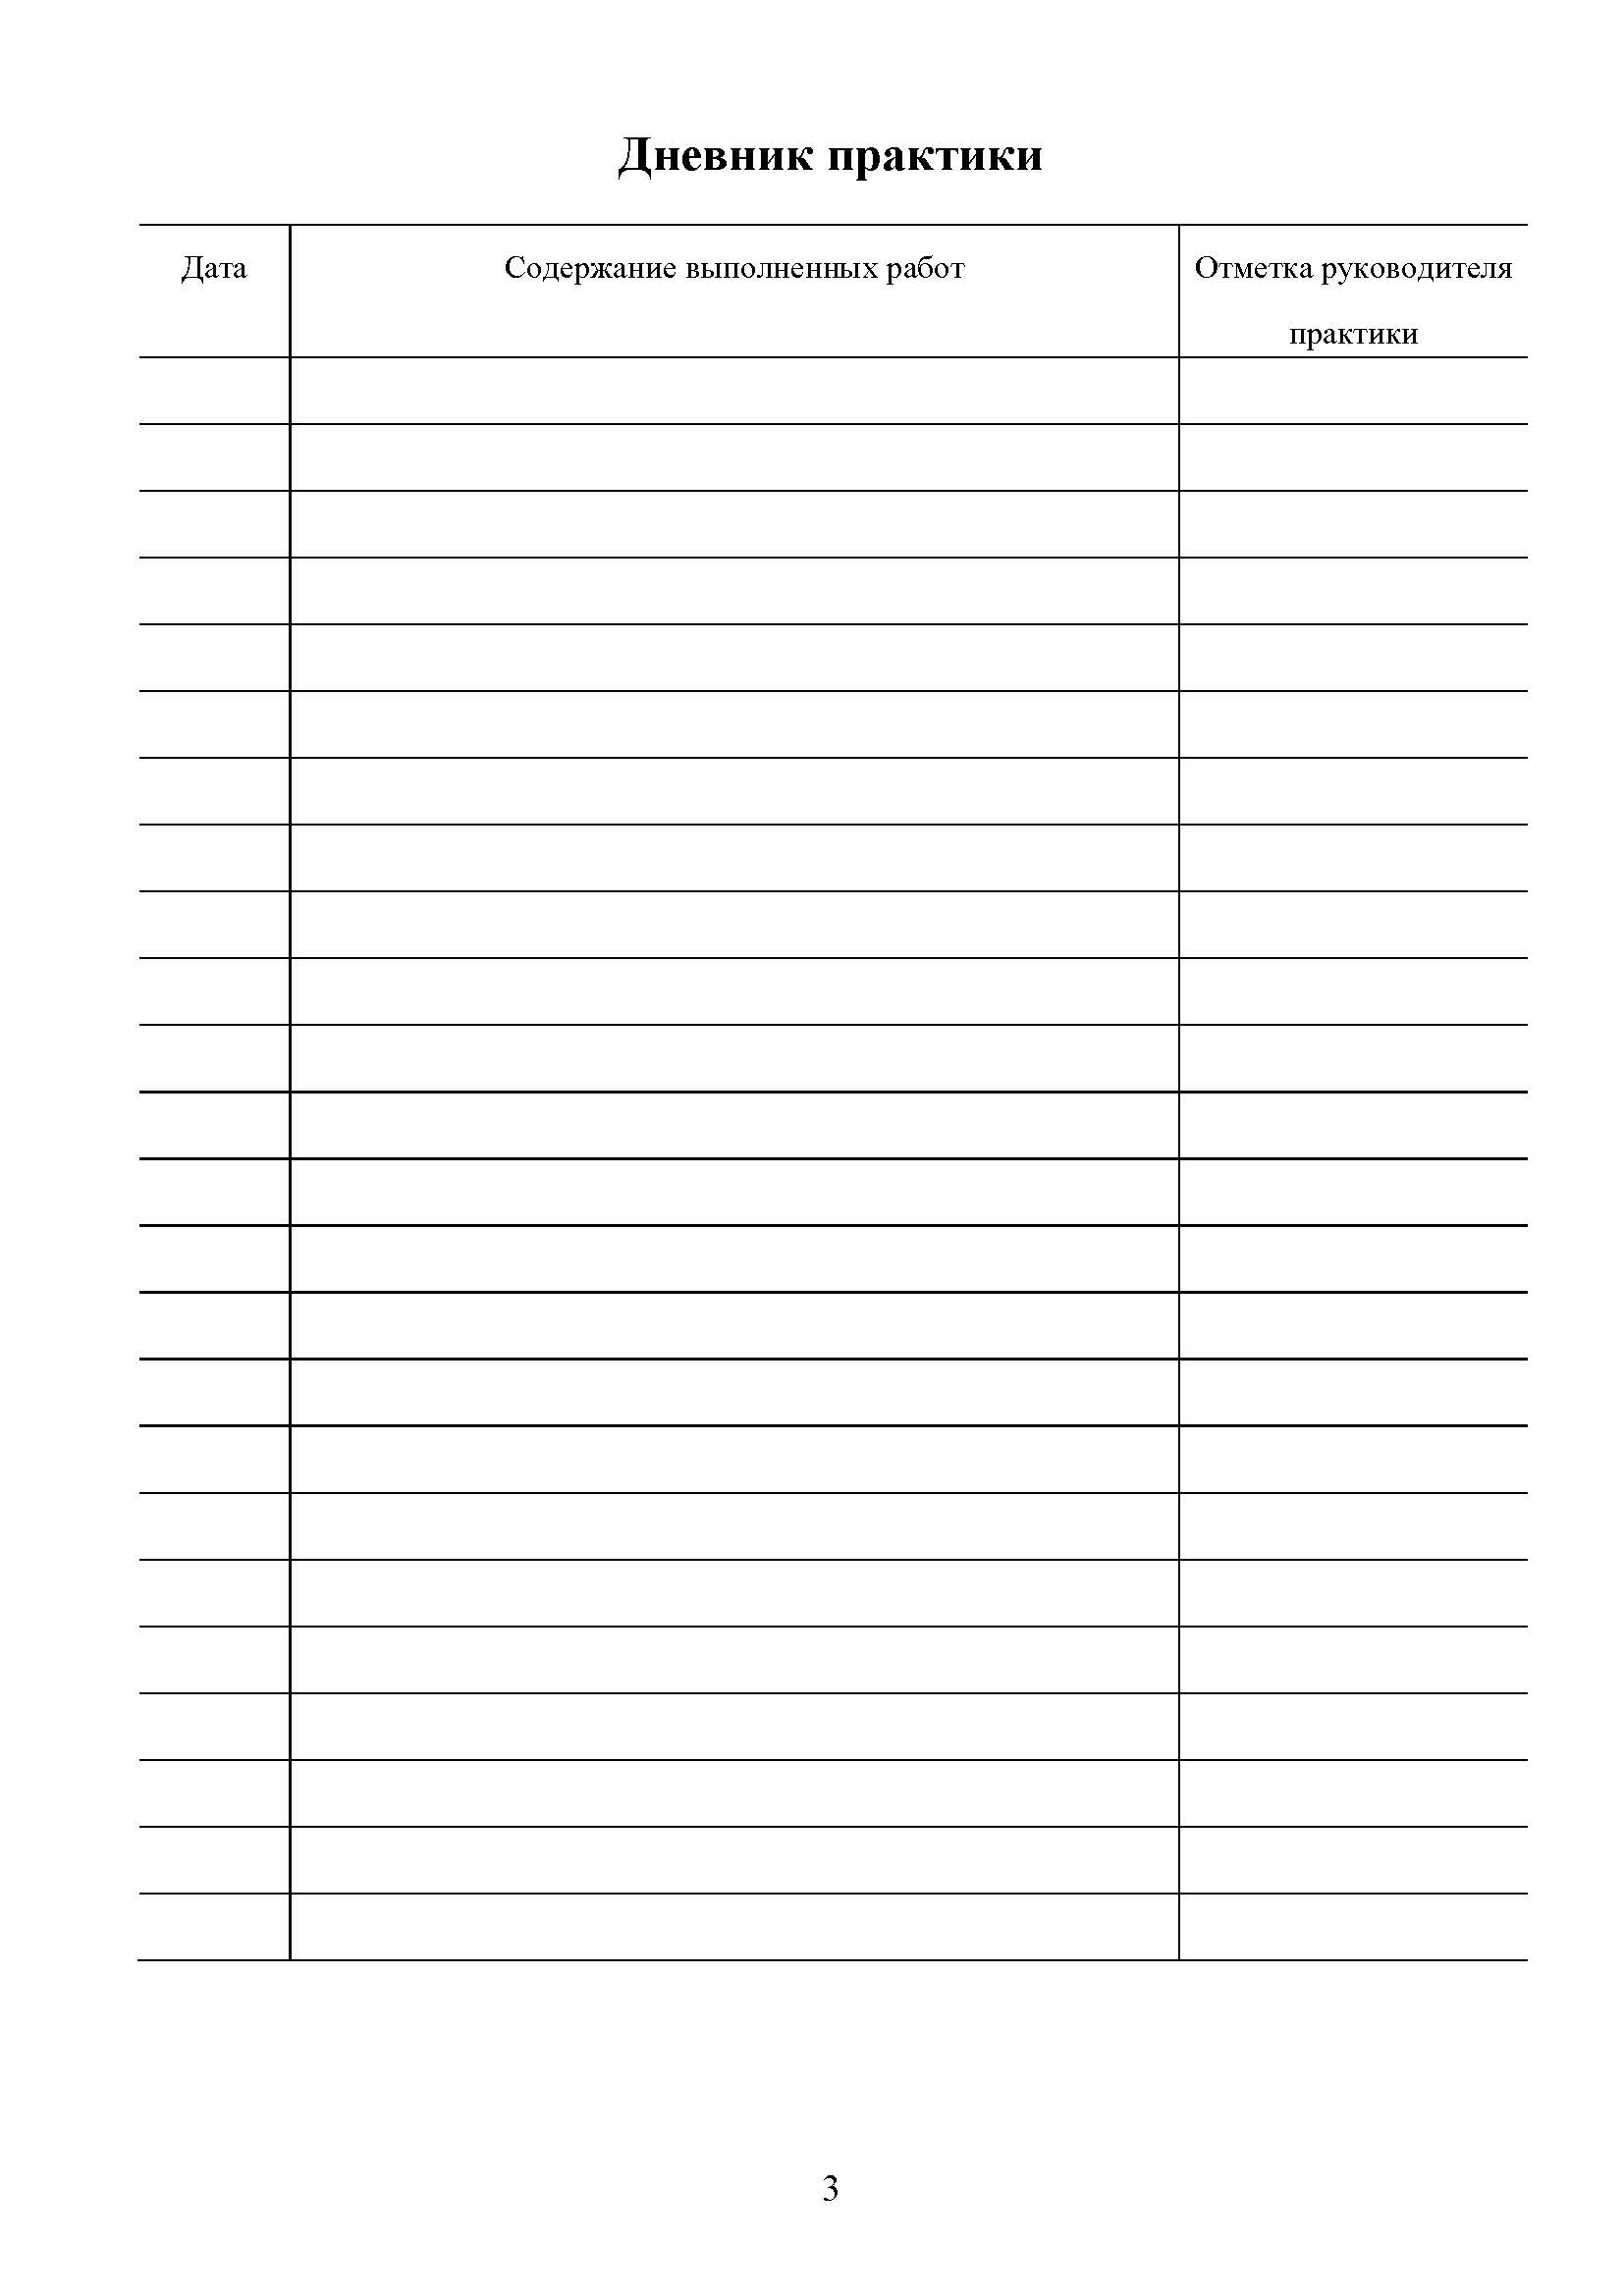 Дневник практики
Дата
Содержание выполненных работ
Отметка руководителя
практики
3